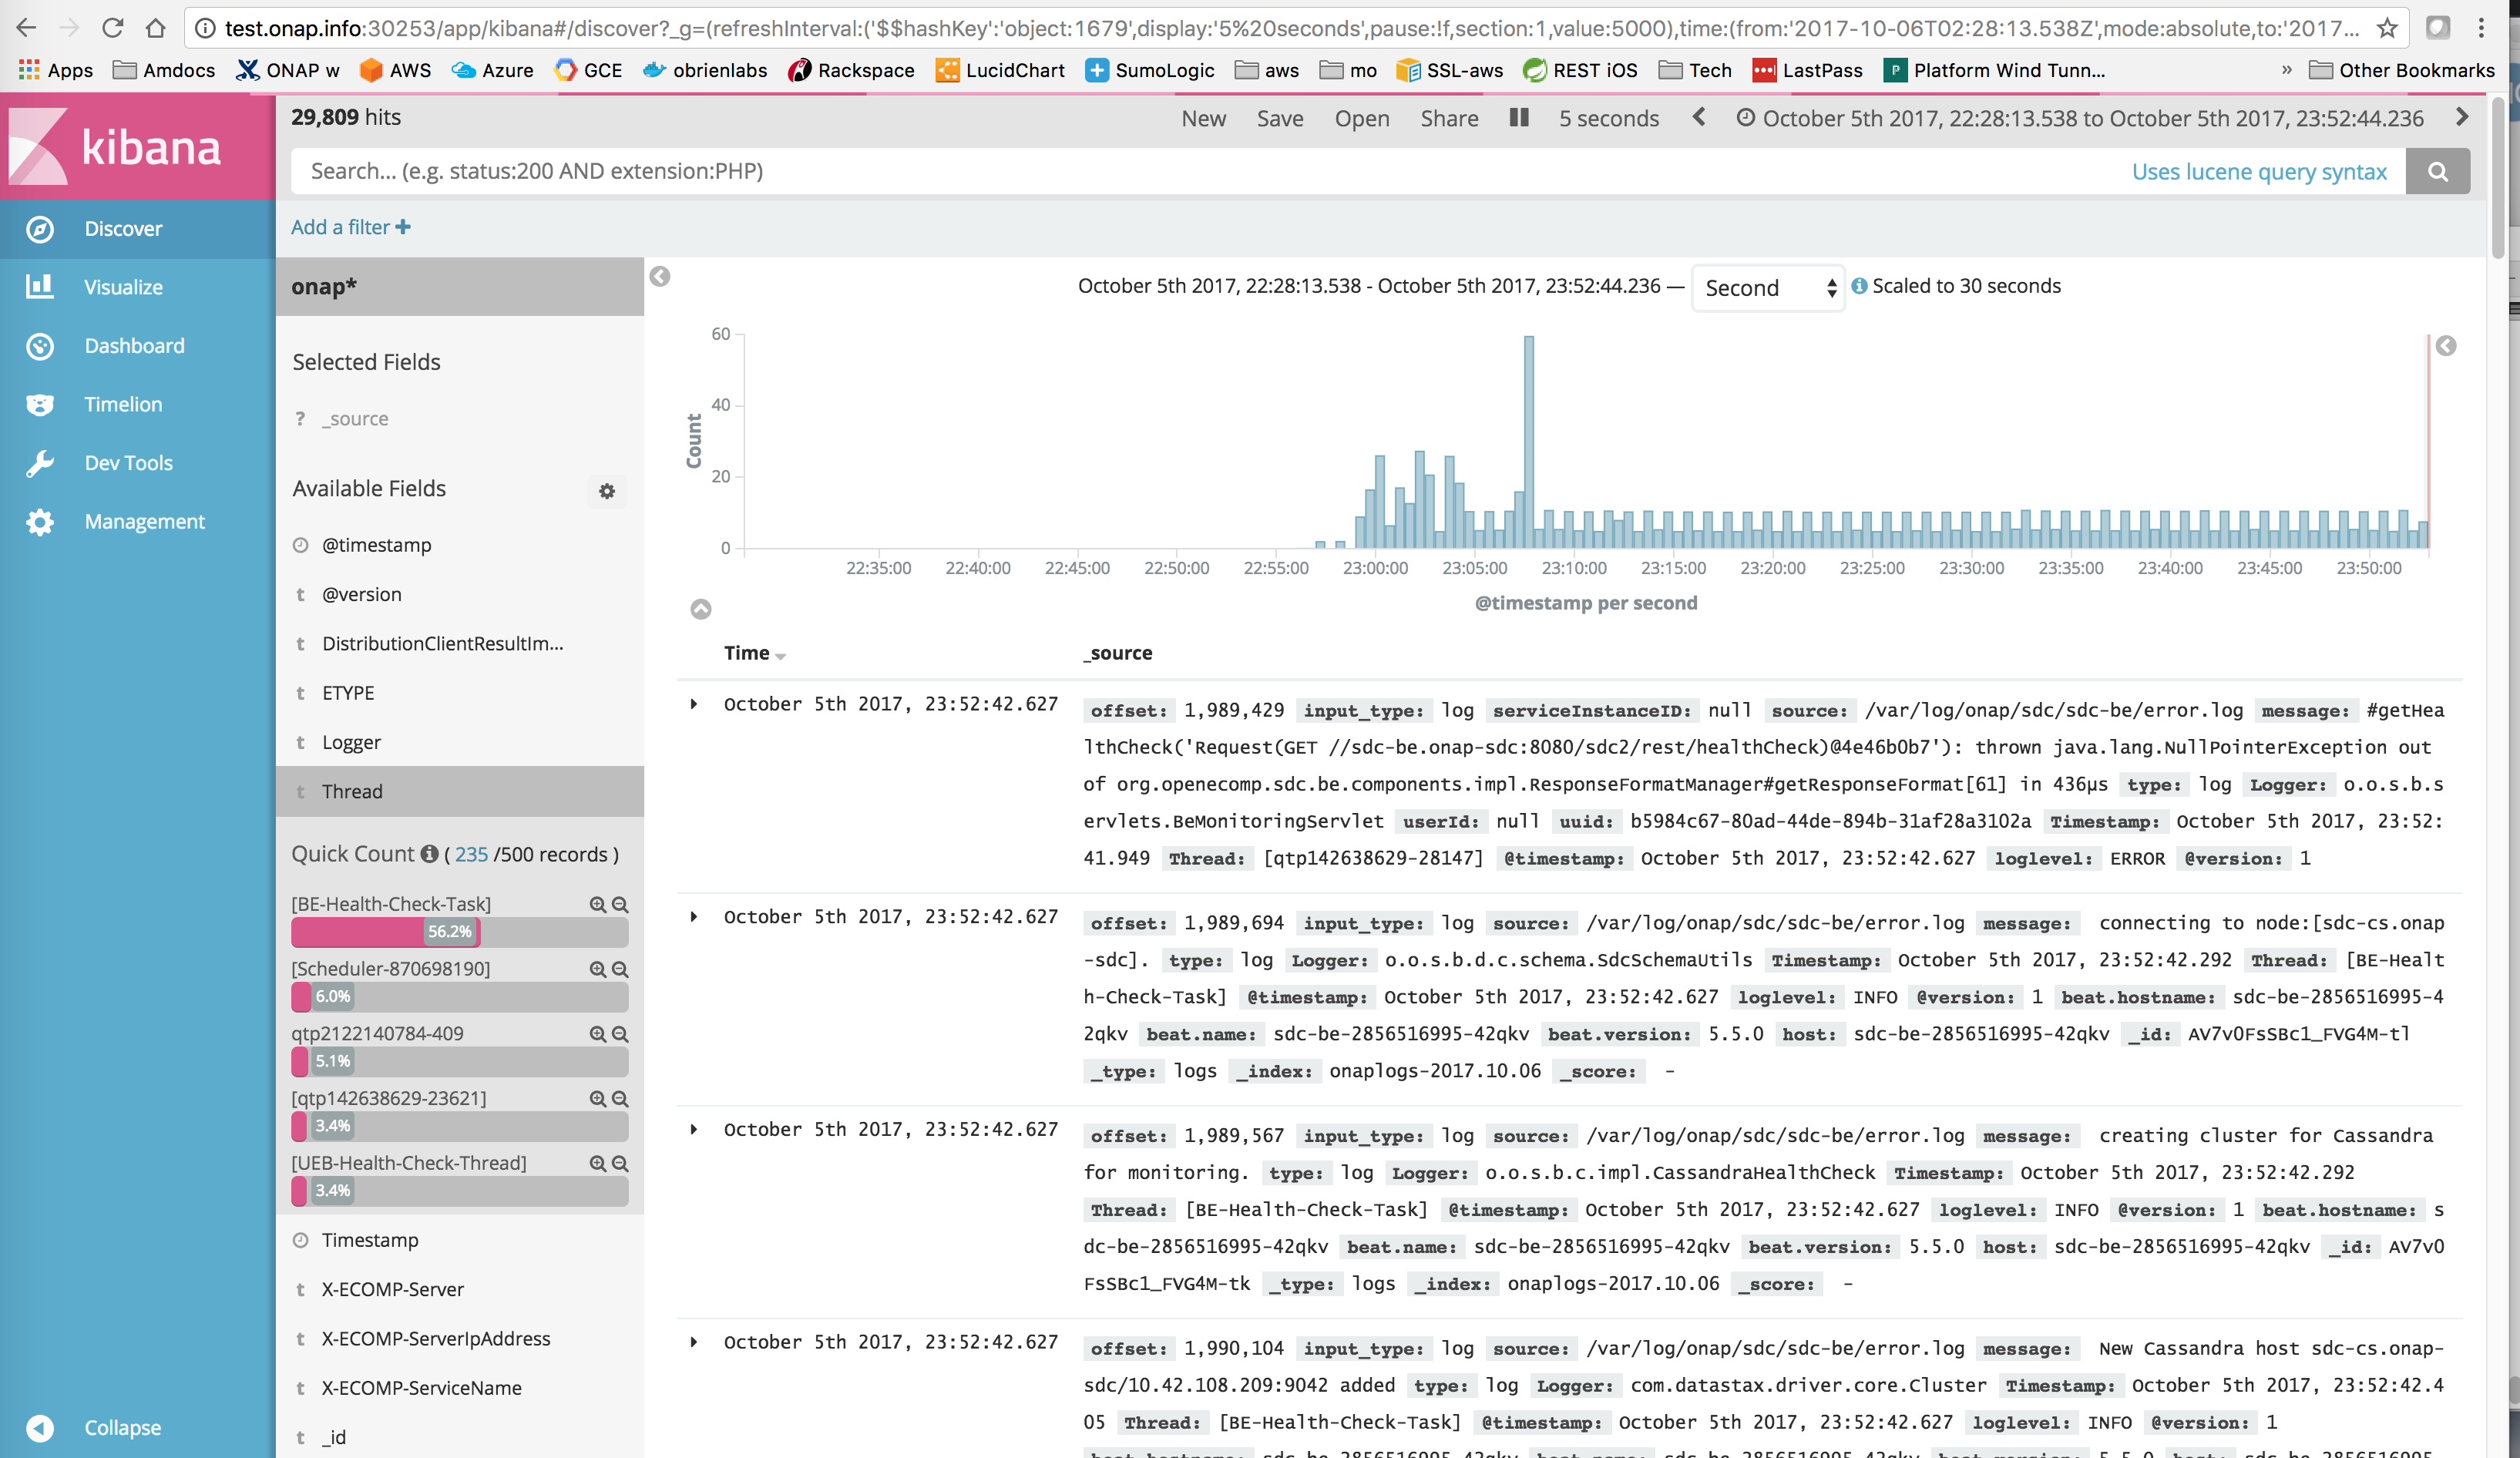 test.onap.info:30253/app/kibana#/discover?_g=(refreshInterval:('$$hashKey':'object:1679',display:'5%20seconds',pause:!f,section:1,value:5000),time:(from:'2017-10-06T02:28:13.538Z',mode:absolute,to:'2017...
Apps Amdocs ONAP w AWS Azure GCE obrienlabs Rackspace LucidChart SumoLogic aws mo SSL-aws REST iOS Tech LastPass Platform Wind Tunn... » Other Bookmarks
kibana
Discover
Visualize
Dashboard
Timelion
Dev Tools
Management
Collapse
29,809 hits
New Save Open Share 5 seconds October 5th 2017, 22:28:13.538 to October 5th 2017, 23:52:44.236
Search... (e.g. status:200 AND extension:PHP) Uses lucene query syntax
Add a filter +
onap*
Selected Fields
? _source
Available Fields
@timestamp
t @version
t DistributionClientResultIm...
t ETYPE
t Logger
t Thread
Quick Count ( 235 /500 records )
[BE-Health-Check-Task]
56.2%
[Scheduler-870698190]
6.0%
qtp2122140784-409
5.1%
[qtp142638629-23621]
3.4%
[UEB-Health-Check-Thread]
3.4%
Timestamp
t X-ECOMP-Server
t X-ECOMP-ServerIpAddress
t X-ECOMP-ServiceName
t _id
October 5th 2017, 22:28:13.538 - October 5th 2017, 23:52:44.236 — Second Scaled to 30 seconds
60
40
20
0
Count
22:35:00 22:40:00 22:45:00 22:50:00 22:55:00 23:00:00 23:05:00 23:10:00 23:15:00 23:20:00 23:25:00 23:30:00 23:35:00 23:40:00 23:45:00 23:50:00
@timestamp per second
Time _source
October 5th 2017, 23:52:42.627 offset: 1,989,429 input_type: log serviceInstanceID: null source: /var/log/onap/sdc/sdc-be/error.log message: #getHea
lthCheck('Request(GET //sdc-be.onap-sdc:8080/sdc2/rest/healthCheck)@4e46b0b7'): thrown java.lang.NullPointerException out
of org.openecomp.sdc.be.components.impl.ResponseFormatManager#getResponseFormat[61] in 436μs type: log Logger: o.o.s.b.s
ervlets.BeMonitoringServlet userId: null uuid: b5984c67-80ad-44de-894b-31af28a3102a Timestamp: October 5th 2017, 23:52:
41.949 Thread: [qtp142638629-28147] @timestamp: October 5th 2017, 23:52:42.627 loglevel: ERROR @version: 1
October 5th 2017, 23:52:42.627 offset: 1,989,694 input_type: log source: /var/log/onap/sdc/sdc-be/error.log message: connecting to node:[sdc-cs.onap
-sdc]. type: log Logger: o.o.s.b.d.c.schema.SdcSchemaUtils Timestamp: October 5th 2017, 23:52:42.292 Thread: [BE-Healt
h-Check-Task] @timestamp: October 5th 2017, 23:52:42.627 loglevel: INFO @version: 1 beat.hostname: sdc-be-2856516995-4
2qkv beat.name: sdc-be-2856516995-42qkv beat.version: 5.5.0 host: sdc-be-2856516995-42qkv _id: AV7v0FsSBc1_FVG4M-tl
_type: logs _index: onaplogs-2017.10.06 _score: -
October 5th 2017, 23:52:42.627 offset: 1,989,567 input_type: log source: /var/log/onap/sdc/sdc-be/error.log message: creating cluster for Cassandra
for monitoring. type: log Logger: o.o.s.b.c.impl.CassandraHealthCheck Timestamp: October 5th 2017, 23:52:42.292
Thread: [BE-Health-Check-Task] @timestamp: October 5th 2017, 23:52:42.627 loglevel: INFO @version: 1 beat.hostname: s
dc-be-2856516995-42qkv beat.name: sdc-be-2856516995-42qkv beat.version: 5.5.0 host: sdc-be-2856516995-42qkv _id: AV7v0
FsSBc1_FVG4M-tk _type: logs _index: onaplogs-2017.10.06 _score: -
October 5th 2017, 23:52:42.627 offset: 1,990,104 input_type: log source: /var/log/onap/sdc/sdc-be/error.log message: New Cassandra host sdc-cs.onap-
sdc/10.42.108.209:9042 added type: log Logger: com.datastax.driver.core.Cluster Timestamp: October 5th 2017, 23:52:42.4
05 Thread: [BE-Health-Check-Task] @timestamp: October 5th 2017, 23:52:42.627 loglevel: INFO @version: 1